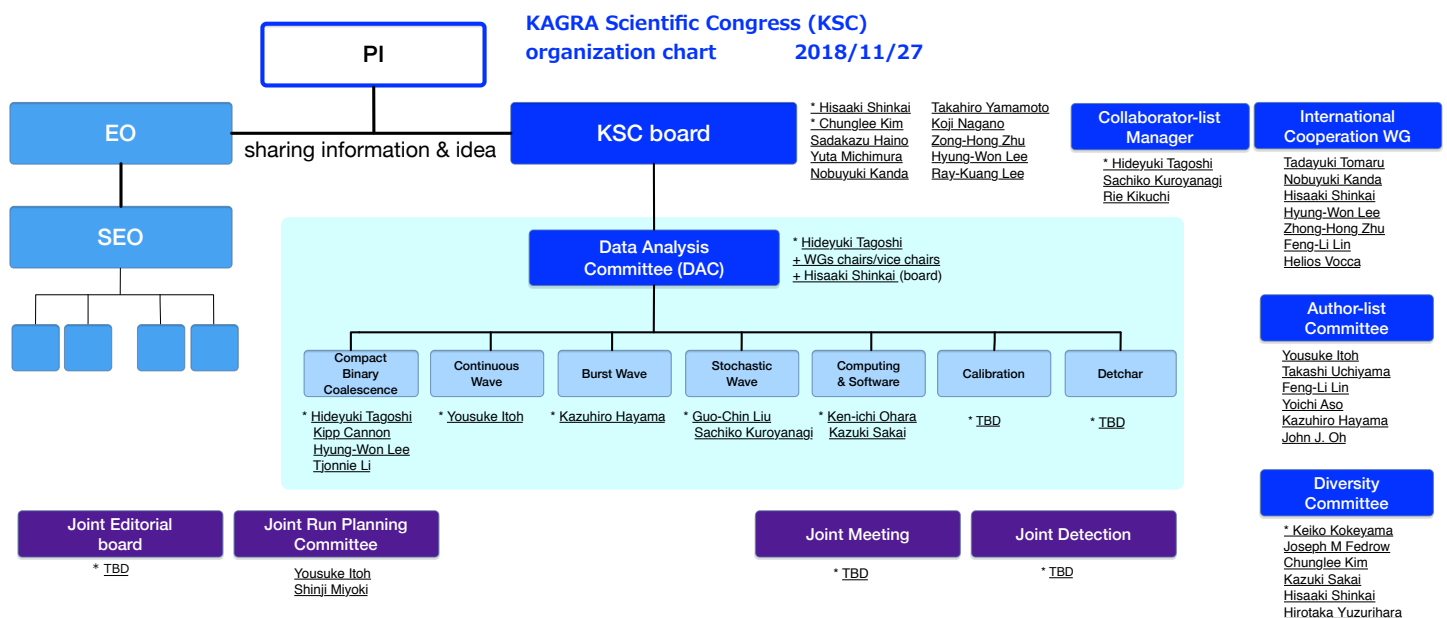 KAGRA Scientific Congress (KSC)
organization chart 2018/11/27
PI
EO
sharing information & idea
KSC board
* Hisaaki Shinkai
* Chunglee Kim
Sadakazu Haino
Yuta Michimura
Nobuyuki Kanda
Takahiro Yamamoto
Koji Nagano
Zong-Hong Zhu
Hyung-Won Lee
Ray-Kuang Lee
Collaborator-list
Manager
* Hideyuki Tagoshi
Sachiko Kuroyanagi
Rie Kikuchi
International
Cooperation WG
Tadayuki Tomaru
Nobuyuki Kanda
Hisaaki Shinkai
Hyung-Won Lee
Zhong-Hong Zhu
Feng-Li Lin
Helios Vocca
SEO
Data Analysis
Committee (DAC)
* Hideyuki Tagoshi
+ WGs chairs/vice chairs
+ Hisaaki Shinkai (board)
Compact
Binary
Coalescence
* Hideyuki Tagoshi
Kipp Cannon
Hyung-Won Lee
Tjonnie Li
Continuous
Wave
* Yousuke Itoh
Burst Wave
* Kazuhiro Hayama
Stochastic
Wave
* Guo-Chin Liu
Sachiko Kuroyanagi
Computing
& Software
* Ken-ichi Ohara
Kazuki Sakai
Calibration
* TBD
Detchar
* TBD
Author-list
Committee
Yousuke Itoh
Takashi Uchiyama
Feng-Li Lin
Yoichi Aso
Kazuhiro Hayama
John J. Oh
Diversity
Committee
* Keiko Kokeyama
Joseph M Fedrow
Chunglee Kim
Kazuki Sakai
Hisaaki Shinkai
Hirotaka Yuzurihara
Joint Editorial
board
* TBD
Joint Run Planning
Committee
Yousuke Itoh
Shinji Miyoki
Joint Meeting
* TBD
Joint Detection
* TBD